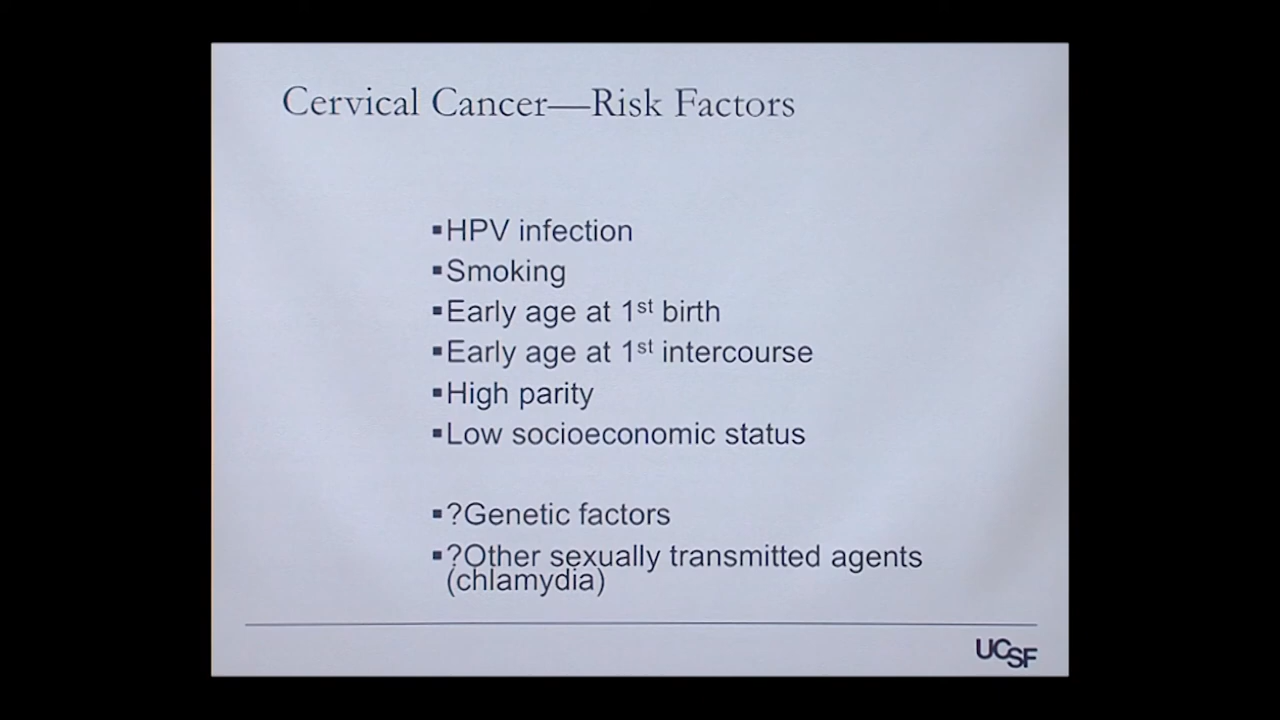 Cervical Cancer—Risk Factors
▪HPV infection
▪Smoking
▪Early age at 1st birth
▪Early age at 1st intercourse
▪High parity
▪Low socioeconomic status
▪?Genetic factors
▪?Other sexually transmitted agents
(chlamydia)
UCSF